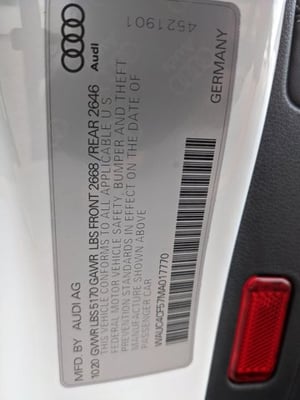 Audi
4521901
MFD. BY AUDI AG
GERMANY
10.20 GVWR LBS 5170 GAWR LBS FRONT 2668/REAR 2646
THIS VEHICLE CONFORMS TO ALL APPLICABLE U S
FEDERAL MOTOR VEHICLE SAFETY, BUMPER AND THEFT
PREVENTION STANDARDS IN EFFECT ON THE DATE OF
MANUFACTURE SHOWN ABOVE
PASSENGER CAR
WAUC4CF57MA017770